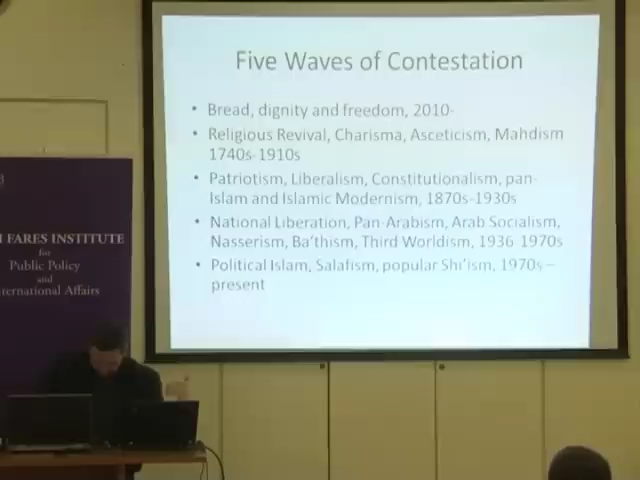 Five Waves of Contestation
• Bread, dignity and freedom, 2010-
• Religious Revival, Charisma, Asceticism, Mahdism
1740s-1910s
• Patriotism, Liberalism, Constitutionalism, pan-
Islam and Islamic Modernism, 1870s-1930s
• National Liberation, Pan-Arabism, Arab Socialism,
Nasserism, Ba'thism, Third Worldism, 1936-1970s
• Political Islam, Salafism, popular Shi'ism, 1970s –
present
FARES INSTITUTE
for
Public Policy
and
ternational Affairs